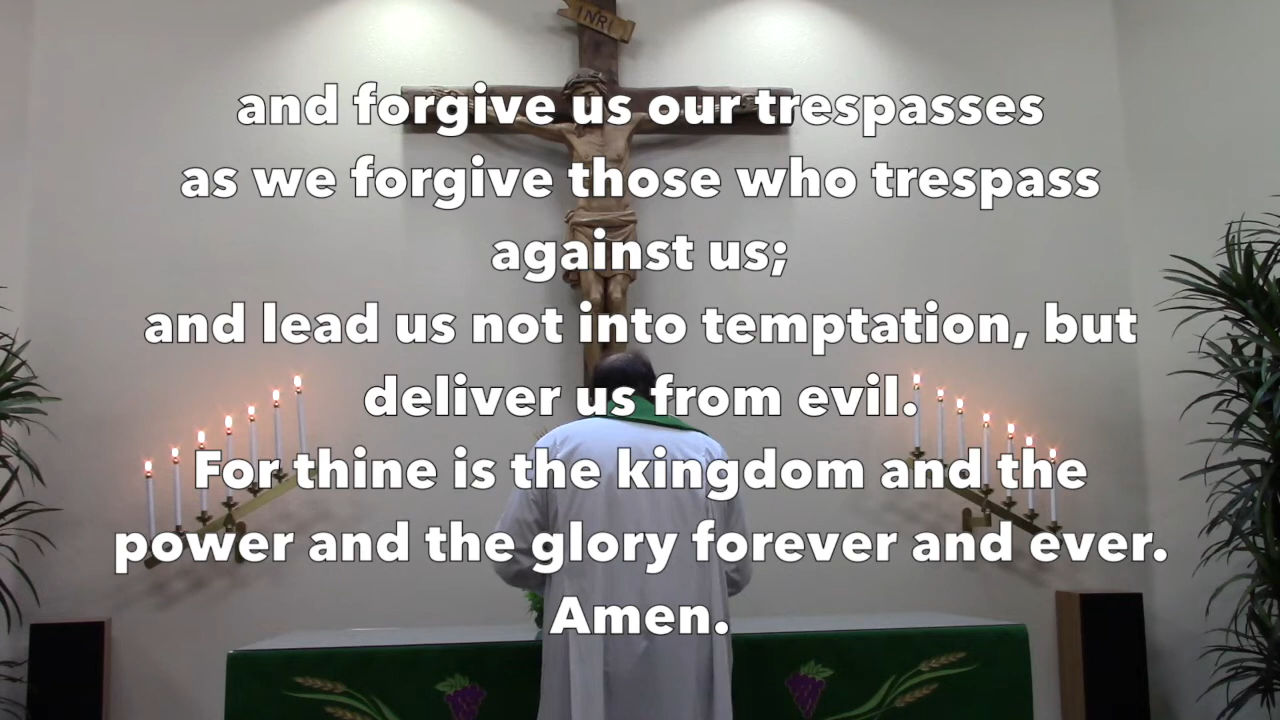 INRI
and forgive us our trespasses
as we forgive those who trespass
against us;
and lead us not into temptation, but
deliver us from evil.
For thine is the kingdom and the
power and the glory forever and ever.
Amen.